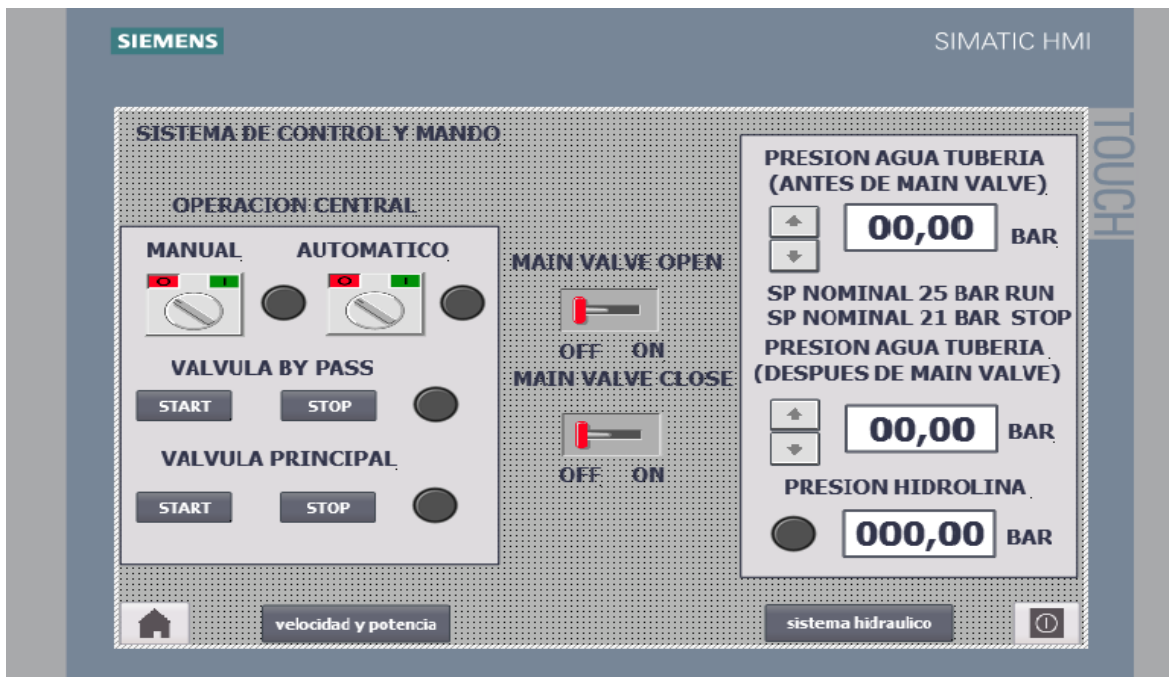 SIEMENS
SIMATIC HMI
TOUCH
SISTEMA DE CONTROL Y MANDO
OPERACION CENTRAL
MANUAL
AUTOMATICO
O I
O I
VALVULA BY PASS
START
STOP
VALVULA PRINCIPAL
START
STOP
MAIN VALVE OPEN
OFF ON
MAIN VALVE CLOSE
OFF ON
PRESION AGUA TUBERIA
(ANTES DE MAIN VALVE)
00,00 BAR
SP NOMINAL 25 BAR RUN
SP NOMINAL 21 BAR STOP
PRESION AGUA TUBERIA
(DESPUES DE MAIN VALVE)
00,00 BAR
PRESION HIDROLINA
000,00 BAR
velocidad y potencia
sistema hidraulico